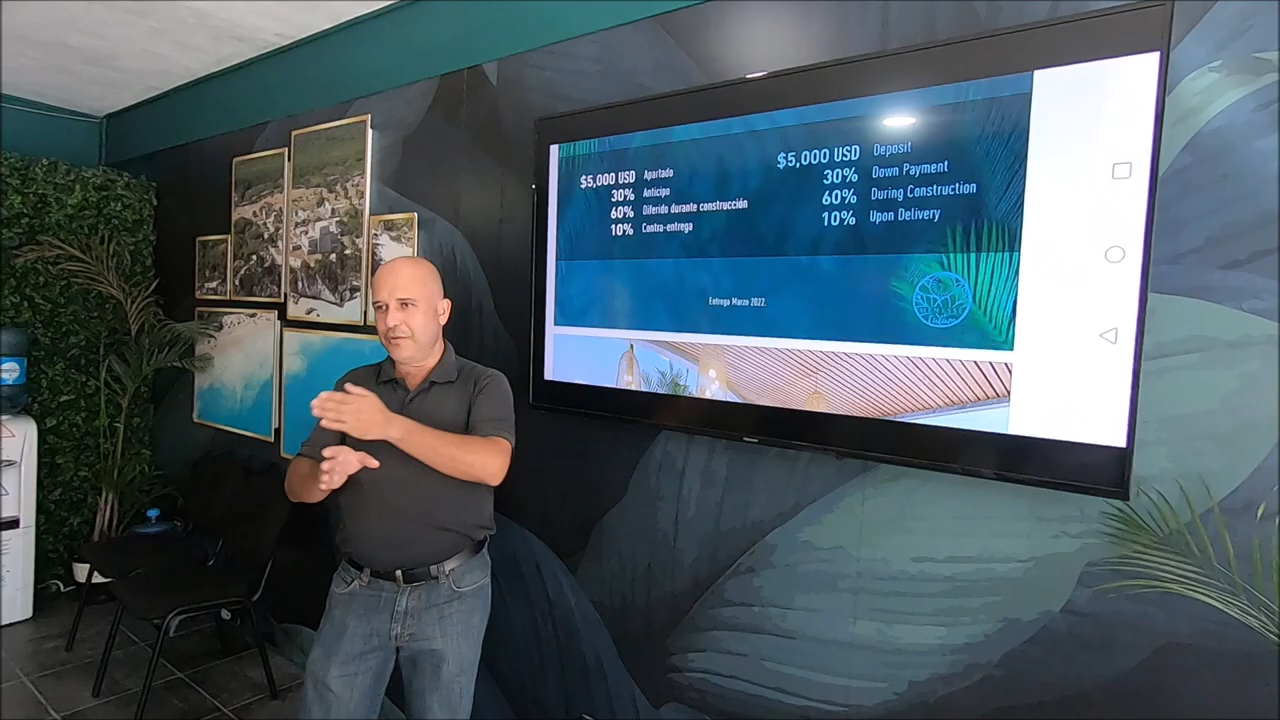 $5,000 USD Apartado
30% Anticipo
60% Diferido durante construcción
10% Contra-entrega
$5,000 USD Deposit
30% Down Payment
60% During Construction
10% Upon Delivery
Entrega Marzo 2022.
Tulum